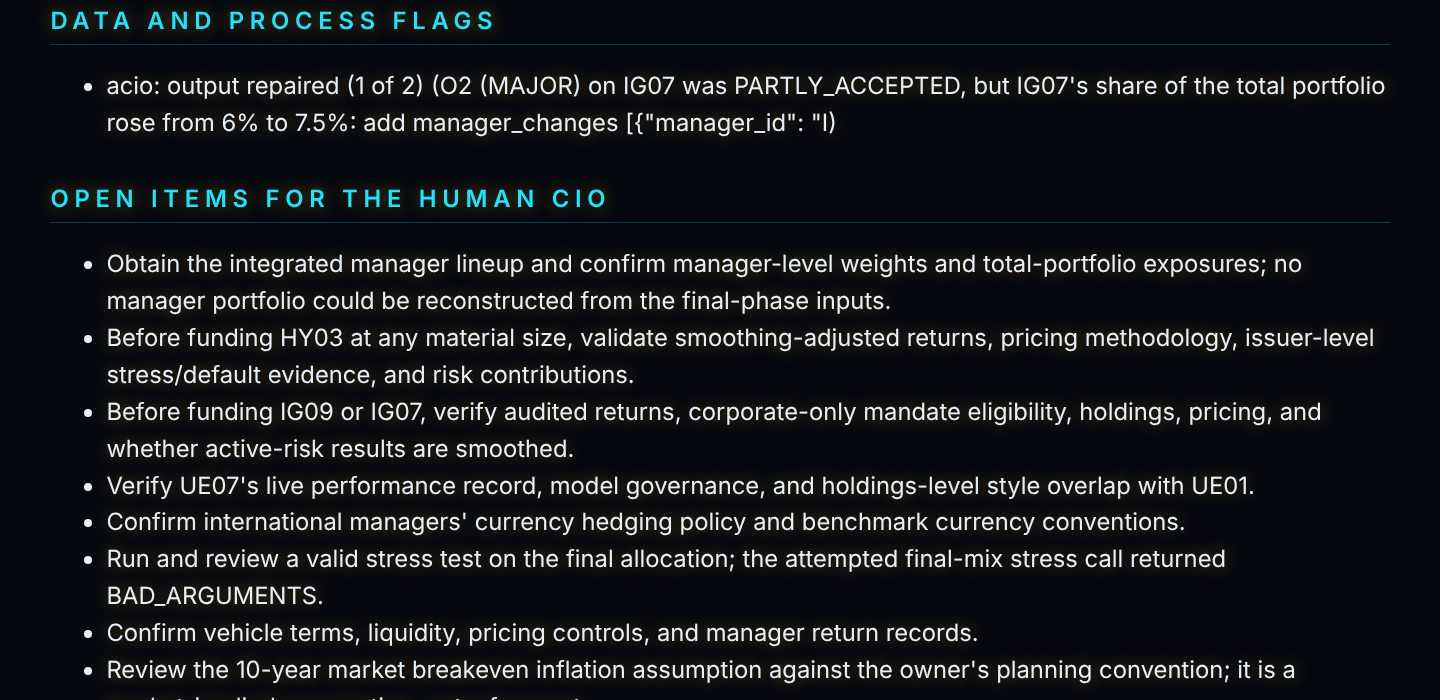 DATA AND PROCESS FLAGS
• acio: output repaired (1 of 2) (O2 (MAJOR) on IG07 was PARTLY_ACCEPTED, but IG07's share of the total portfolio
rose from 6% to 7.5%: add manager_changes [{"manager_id": "I)
OPEN ITEMS FOR THE HUMAN CIO
• Obtain the integrated manager lineup and confirm manager-level weights and total-portfolio exposures; no
manager portfolio could be reconstructed from the final-phase inputs.
• Before funding HY03 at any material size, validate smoothing-adjusted returns, pricing methodology, issuer-level
stress/default evidence, and risk contributions.
• Before funding IG09 or IG07, verify audited returns, corporate-only mandate eligibility, holdings, pricing, and
whether active-risk results are smoothed.
• Verify UE07's live performance record, model governance, and holdings-level style overlap with UE01.
• Confirm international managers' currency hedging policy and benchmark currency conventions.
• Run and review a valid stress test on the final allocation; the attempted final-mix stress call returned
BAD_ARGUMENTS.
• Confirm vehicle terms, liquidity, pricing controls, and manager return records.
• Review the 10-year market breakeven inflation assumption against the owner's planning convention; it is a